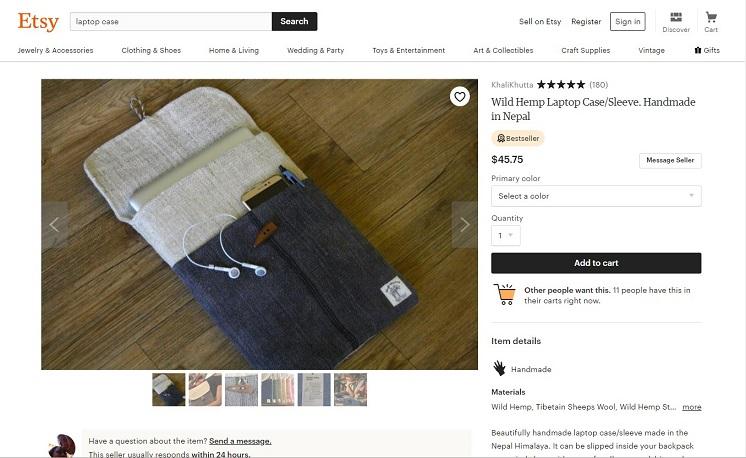 Etsy
laptop case
Search
Sell on Etsy Register Sign in
Discover
Cart
Jewelry & Accessories Clothing & Shoes Home & Living Wedding & Party Toys & Entertainment Art & Collectibles Craft Supplies Vintage Gifts
KhaliKhutta ★★★★★ (180)
Wild Hemp Laptop Case/Sleeve. Handmade
in Nepal
Bestseller
$45.75
Message Seller
Primary color
Select a color
Quantity
1
Add to cart
Other people want this. 11 people have this in
their carts right now.
Item details
Handmade
Materials
Wild Hemp, Tibetain Sheeps Wool, Wild Hemp St... more
Beautifully handmade laptop case/sleeve made in the
Nepal Himalaya. It can be slipped inside your backpack
Have a question about the item? Send a message.
This seller usually responds within 24 hours.